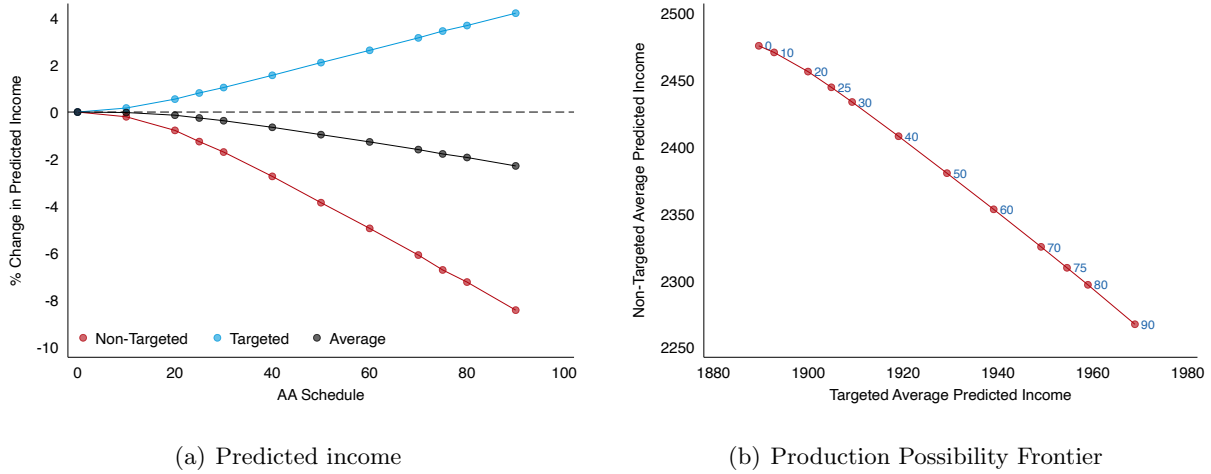 4
2
0
-2
-4
-6
-8
-10
% Change in Predicted Income
Non-Targeted Targeted Average
0 20 40 60 80 100
AA Schedule
(a) Predicted income
2500
2450
2400
2350
2300
2250
Non-Targeted Average Predicted Income
0
10
20
25
30
40
50
60
70
75
80
90
1880 1900 1920 1940 1960 1980
Targeted Average Predicted Income
(b) Production Possibility Frontier